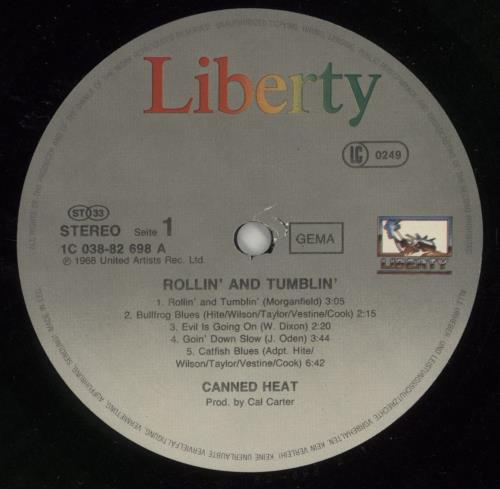 Liberty
LC 0249
ST 33
STEREO Seite 1
1C 038-82 698 A
℗ 1968 United Artists Rec. Ltd.
GEMA
LIBERTY
ROLLIN' AND TUMBLIN'
1. Rollin' and Tumblin' (Morganfield) 3:05
2. Bullfrog Blues (Hite/Wilson/Taylor/Vestine/Cook) 2:15
3. Evil Is Going On (W. Dixon) 2:20
4. Goin' Down Slow (J. Oden) 3:44
5. Catfish Blues (Adpt. Hite/
Wilson/Taylor/Vestine/Cook) 6:42
CANNED HEAT
Prod. by Cal Carter